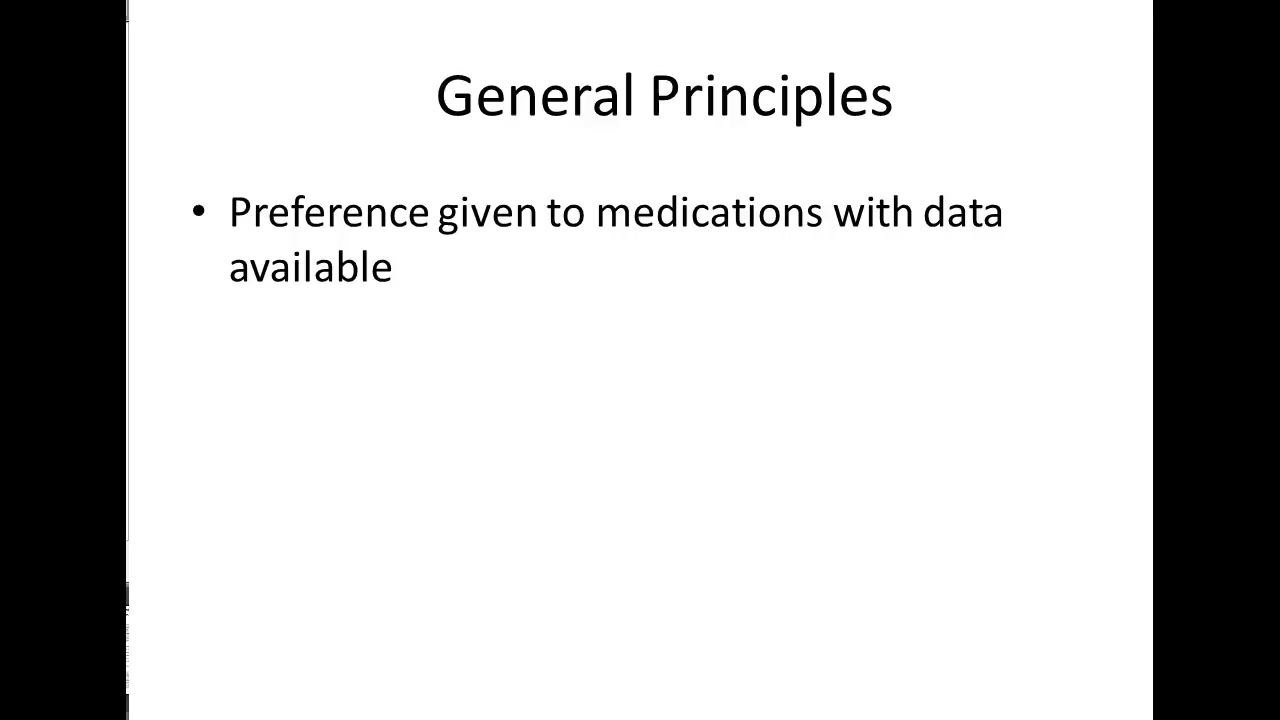 General Principles
• Preference given to medications with data
available